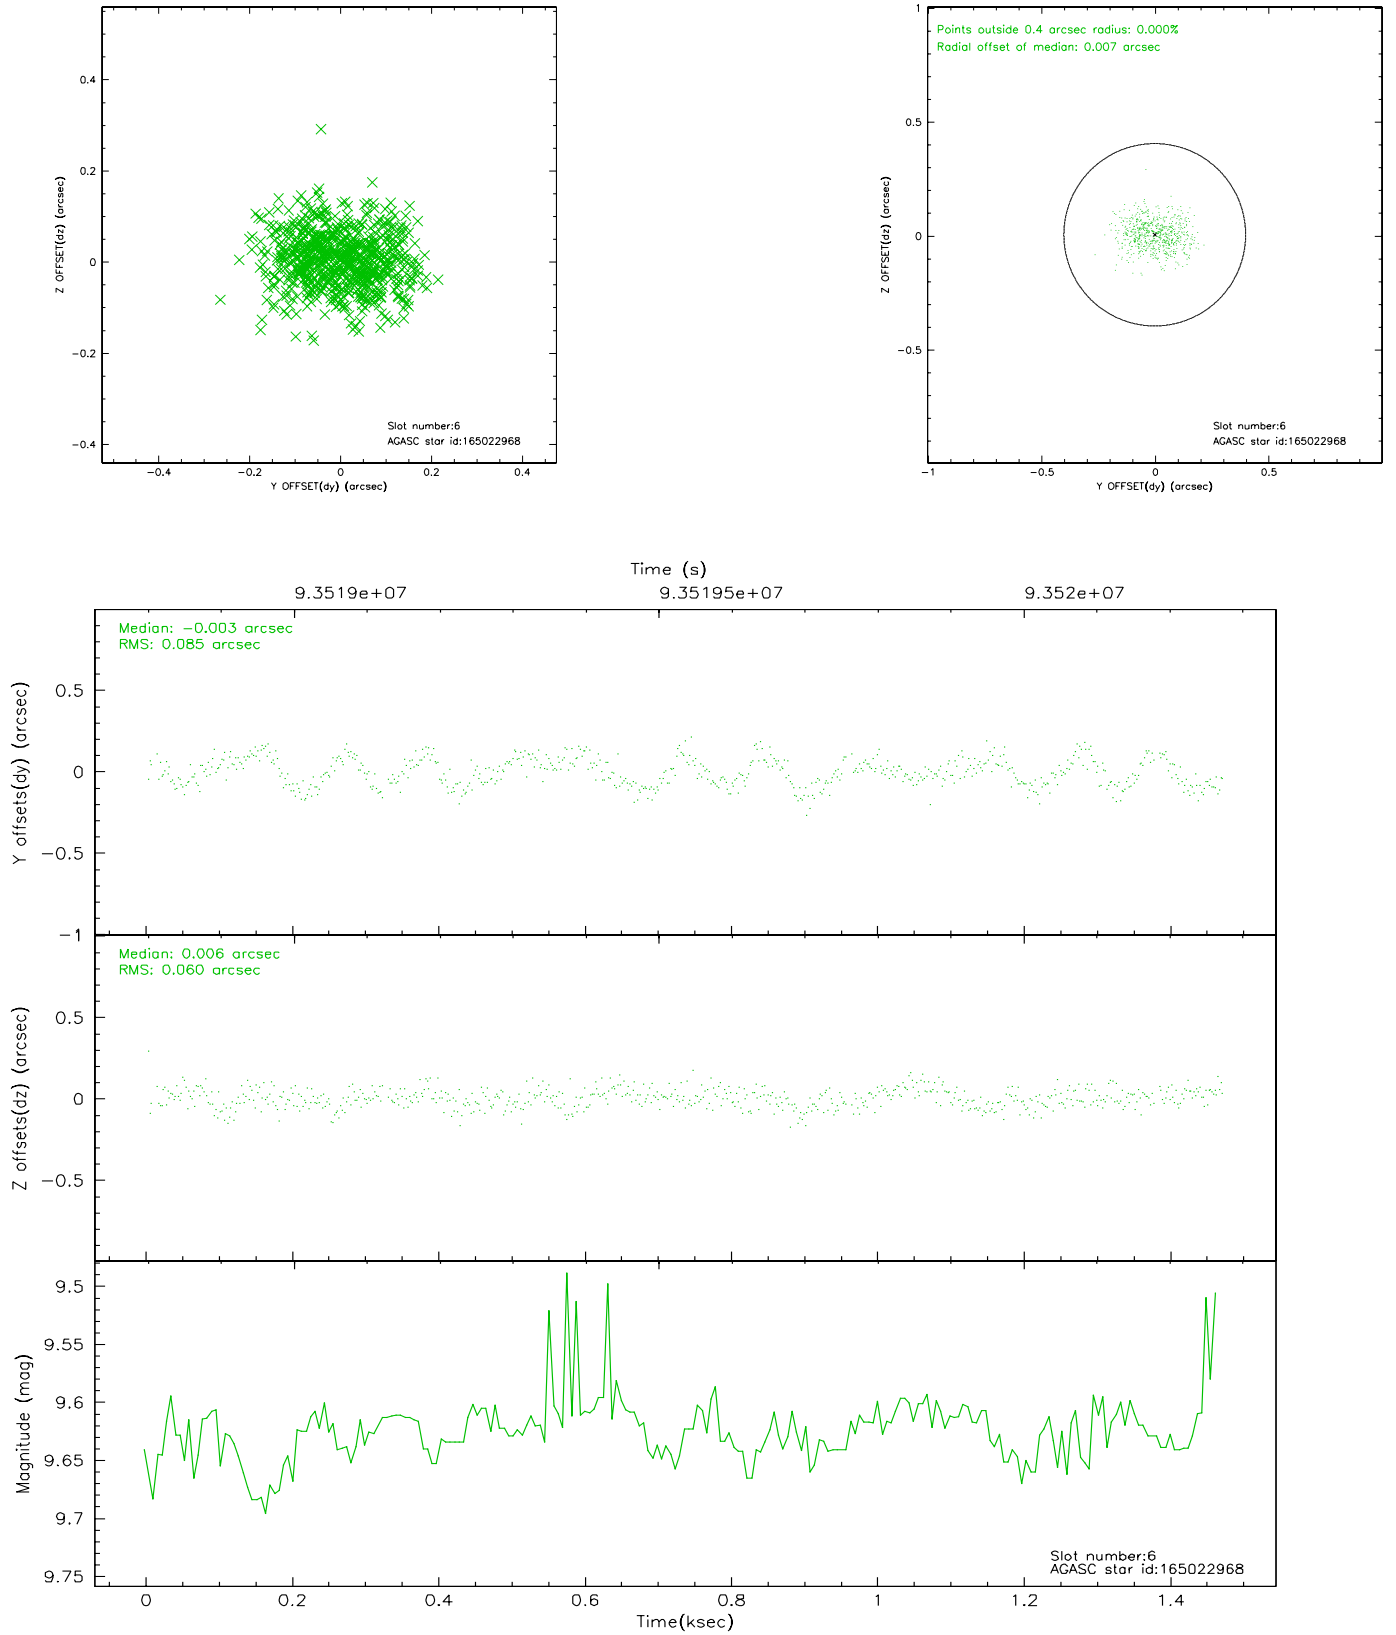 0.4
0.2
0
−0.2
−0.4
Z OFFSET(dz) (arcsec)
Slot number:6
AGASC star id:165022968
−0.4 −0.2 0 0.2 0.4
Y OFFSET(dy) (arcsec)
Points outside 0.4 arcsec radius: 0.000%
Radial offset of median: 0.007 arcsec
1
0.5
0
−0.5
Z OFFSET(dz) (arcsec)
Slot number:6
AGASC star id:165022968
−1 −0.5 0 0.5
Y OFFSET(dy) (arcsec)
Time (s)
9.3519e+07 9.35195e+07 9.352e+07
Median: −0.003 arcsec
RMS: 0.085 arcsec
0.5
0
−0.5
−1
Y offsets(dy) (arcsec)
Median: 0.006 arcsec
RMS: 0.060 arcsec
0.5
0
−0.5
Z offsets(dz) (arcsec)
9.5
9.55
9.6
9.65
9.7
9.75
Magnitude (mag)
Slot number:6
AGASC star id:165022968
0 0.2 0.4 0.6 0.8 1 1.2 1.4
Time(ksec)